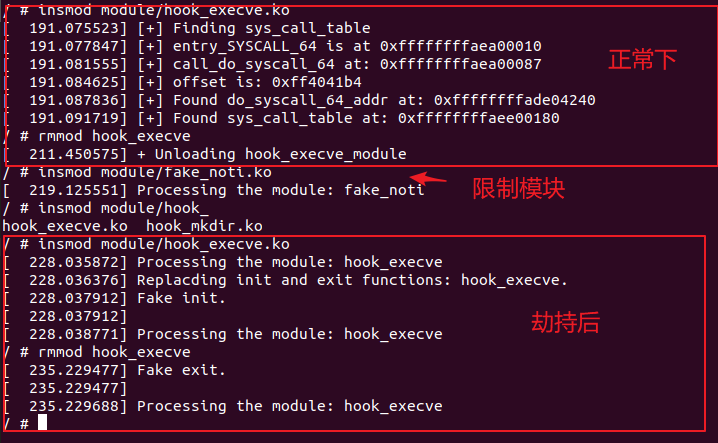 / # insmod module/hook_execve.ko
[  191.075523] [+] Finding sys_call_table
[  191.077847] [+] entry_SYSCALL_64 is at 0xffffffffaea00010
[  191.081555] [+] call_do_syscall_64 at: 0xffffffffaea00087
[  191.084625] [+] offset is: 0xff4041b4
[  191.087836] [+] Found do_syscall_64_addr at: 0xffffffffade04240
[  191.091719] [+] Found sys_call_table at: 0xffffffffaee00180
正常下
/ # rmmod hook_execve
[  211.450575] + Unloading hook_execve_module
/ # insmod module/fake_noti.ko
[  219.125551] Processing the module: fake_noti
限制模块
/ # insmod module/hook_
hook_execve.ko  hook_mkdir.ko
/ # insmod module/hook_execve.ko
[  228.035872] Processing the module: hook_execve
[  228.036376] Replacding init and exit functions: hook_execve.
[  228.037912] Fake init.
[  228.037912]
[  228.038771] Processing the module: hook_execve
劫持后
/ # rmmod hook_execve
[  235.229477] Fake exit.
[  235.229477]
[  235.229688] Processing the module: hook_execve
/ #